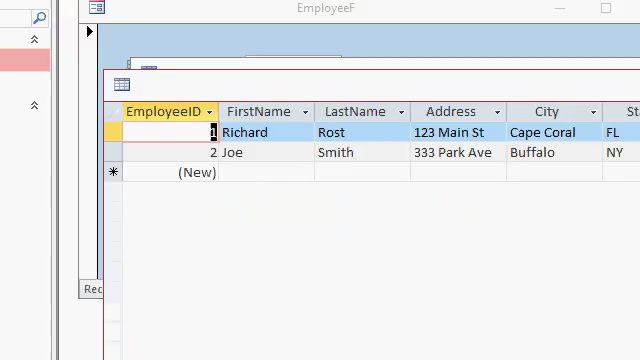 EmployeeF
EmployeeID FirstName LastName Address City Sta
1 Richard Rost 123 Main St Cape Coral FL
2 Joe Smith 333 Park Ave Buffalo NY
(New)
Rec